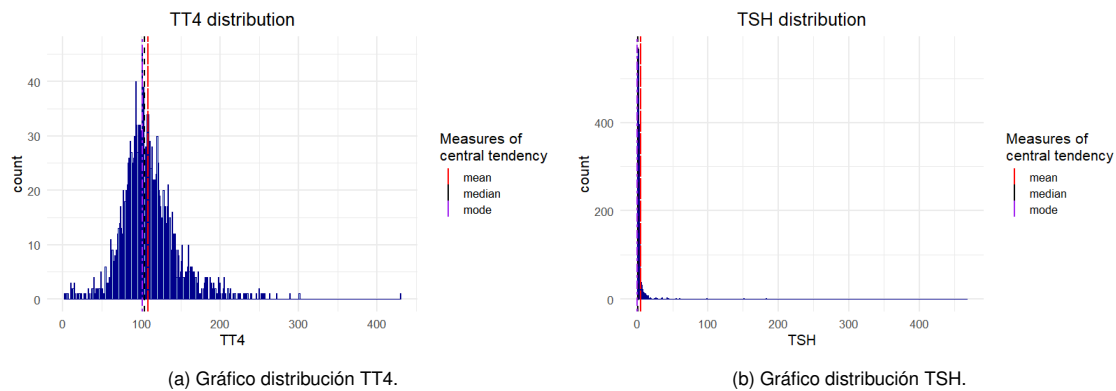 TT4 distribution
count
40
30
20
10
0
0
100
200
300
400
TT4
Measures of
central tendency
mean
median
mode
(a) Gráfico distribución TT4.
TSH distribution
count
400
200
0
0
100
200
300
400
TSH
Measures of
central tendency
mean
median
mode
(b) Gráfico distribución TSH.